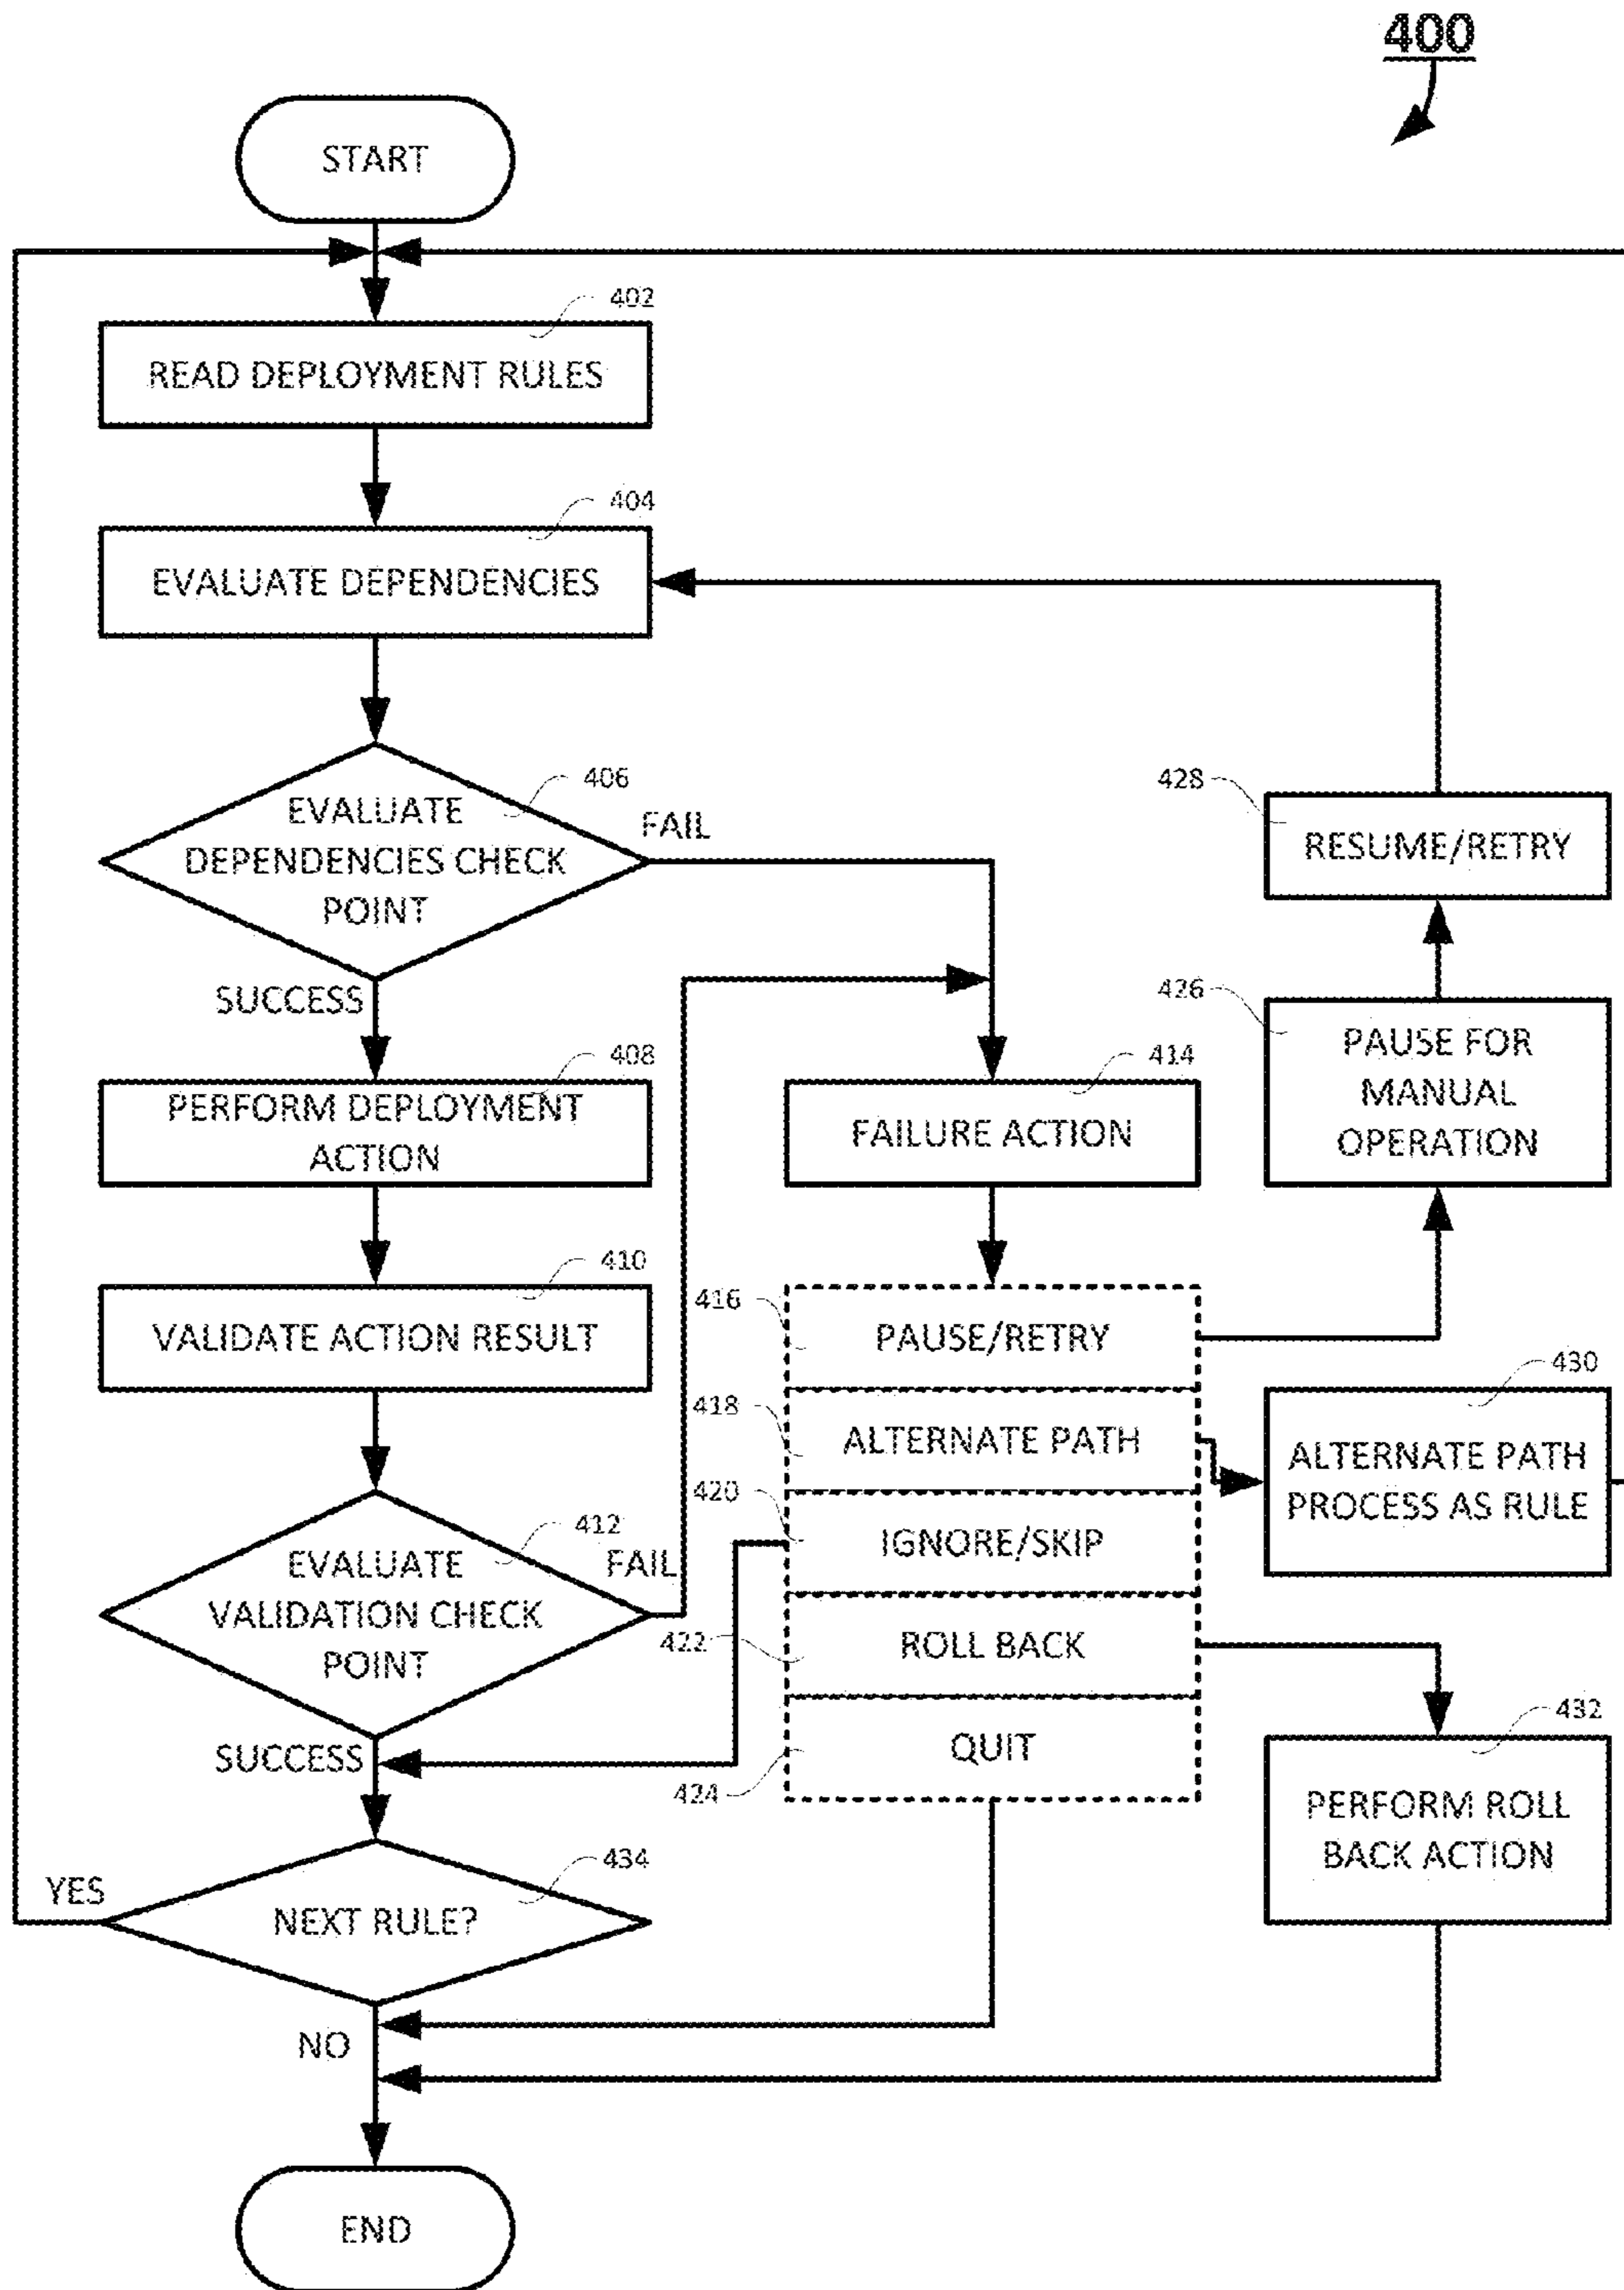 400
START
402
READ DEPLOYMENT RULES
404
EVALUATE DEPENDENCIES
406
EVALUATE
DEPENDENCIES CHECK
POINT
FAIL
SUCCESS
408
PERFORM DEPLOYMENT
ACTION
410
VALIDATE ACTION RESULT
412
EVALUATE
VALIDATION CHECK
POINT
FAIL
SUCCESS
434
NEXT RULE?
YES
NO
END
414
FAILURE ACTION
416
PAUSE/RETRY
418
ALTERNATE PATH
420
IGNORE/SKIP
422
ROLL BACK
424
QUIT
428
RESUME/RETRY
426
PAUSE FOR
MANUAL
OPERATION
430
ALTERNATE PATH
PROCESS AS RULE
432
PERFORM ROLL
BACK ACTION